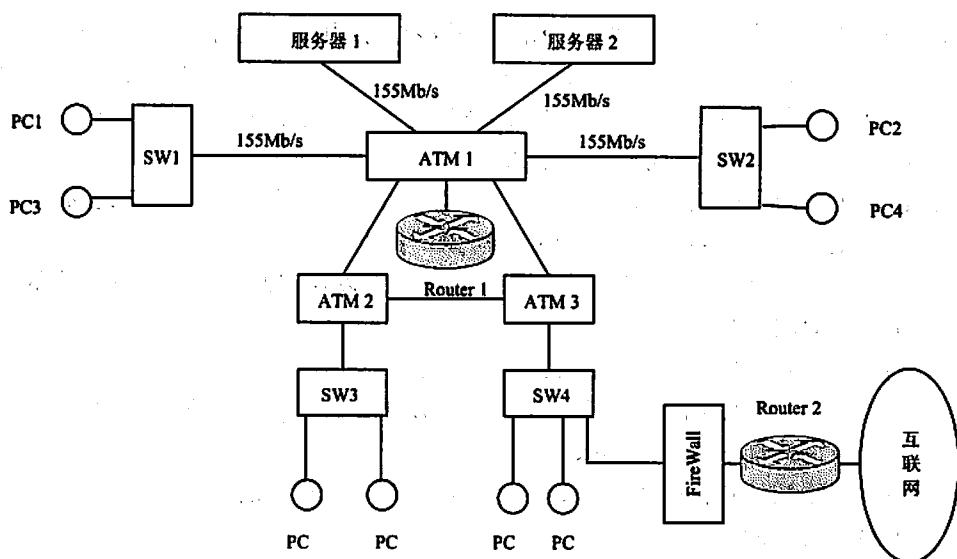 服务器 1
服务器 2
155Mb/s
155Mb/s
PC1
SW1
155Mb/s
ATM 1
155Mb/s
SW2
PC2
PC3
PC4
ATM 2
Router 1
ATM 3
SW3
SW4
FireWall
Router 2
互联网
PC
PC
PC
PC